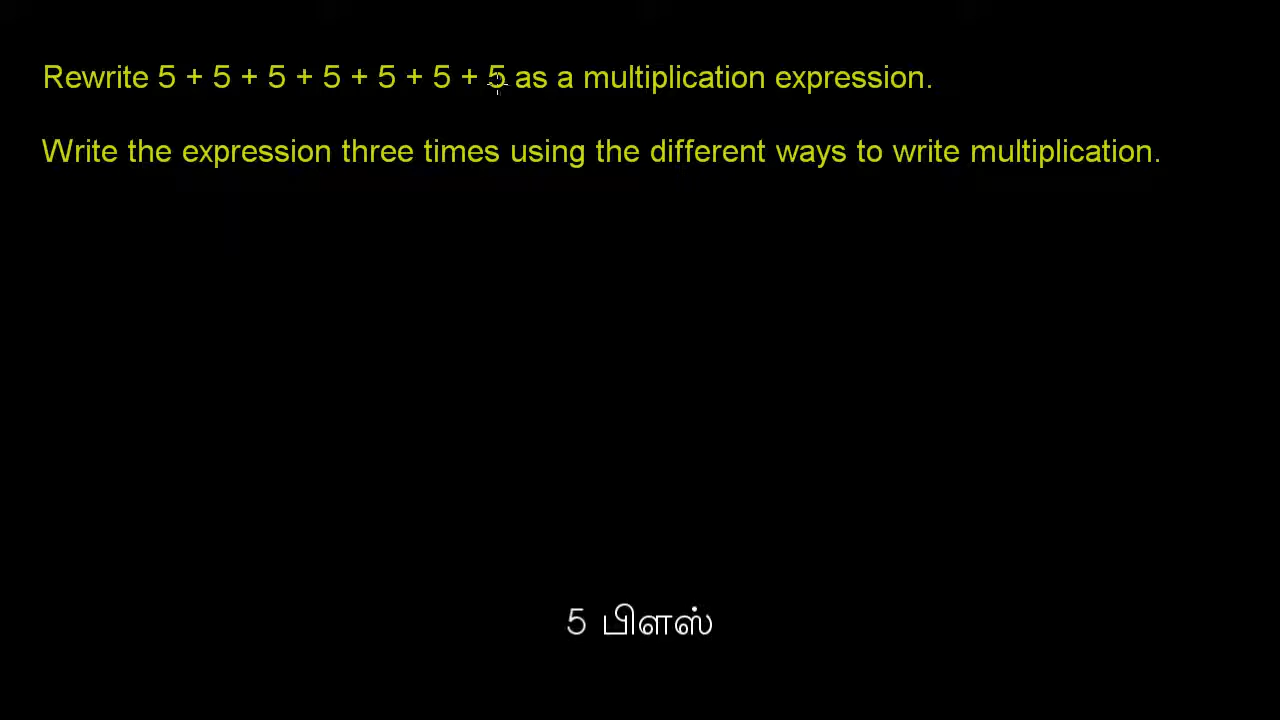 Rewrite 5 + 5 + 5 + 5 + 5 + 5 + 5 as a multiplication expression.
Write the expression three times using the different ways to write multiplication.
5 பிளஸ்